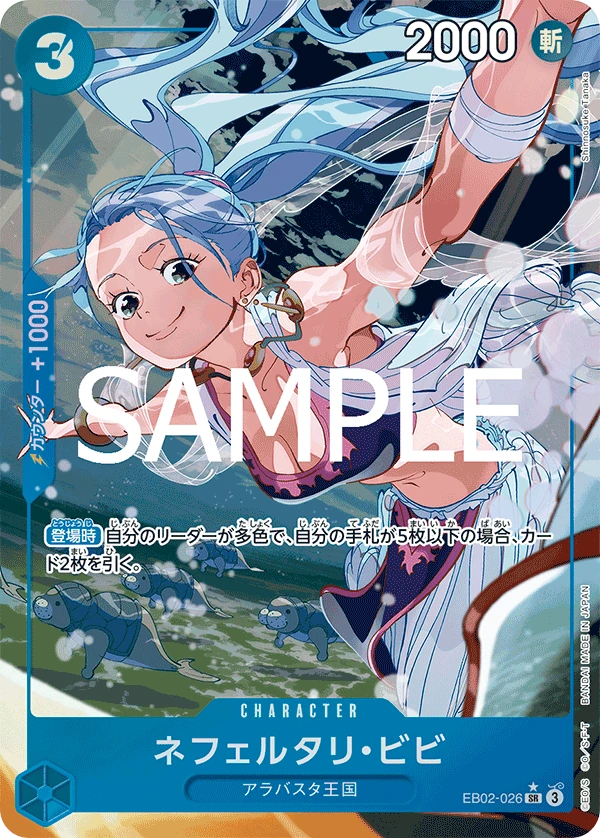 3
2000
斬
Shinnosuke Tanaka
カウンター +1000
SAMPLE
登場時 自分のリーダーが多色で、自分の手札が5枚以下の場合、カー
ド2枚を引く。
CHARACTER
ネフェルタリ・ビビ
アラバスタ王国
EB02-026 SR 3
©E.O./S. ©O./S.·F·T BANDAI MADE IN JAPAN